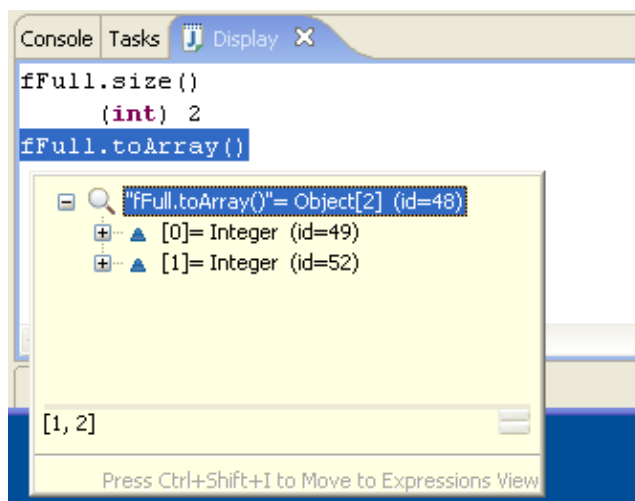 Console Tasks Display
fFull.size()
(int) 2
fFull.toArray()
"fFull.toArray()"= Object[2] (id=48)
[0]= Integer (id=49)
[1]= Integer (id=52)
[1, 2]
Press Ctrl+Shift+I to Move to Expressions View